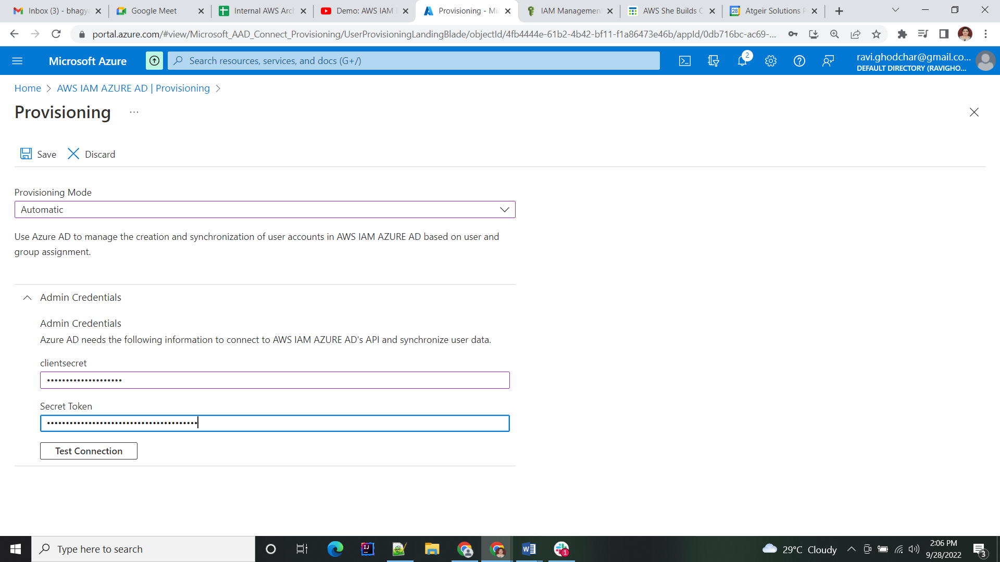 Inbox (3) - bhagy
Google Meet
Internal AWS Arch
Demo: AWS IAM
Provisioning - Mi
IAM Management
AWS She Builds C
28
Atgeir Solutions P
portal.azure.com/#view/Microsoft_AAD_Connect_Provisioning/UserProvisioningLandingBlade/objectId/4fb4444e-61b2-4b42-bf11-f1a86473e46b/appId/0db716bc-ac69-...
Microsoft Azure
Search resources, services, and docs (G+/)
2
ravi.ghodchar@gmail.co...
DEFAULT DIRECTORY (RAVIGHO...
Home > AWS IAM AZURE AD | Provisioning >
Provisioning ...
Save Discard
Provisioning Mode
Automatic
Use Azure AD to manage the creation and synchronization of user accounts in AWS IAM AZURE AD based on user and
group assignment.
Admin Credentials
Admin Credentials
Azure AD needs the following information to connect to AWS IAM AZURE AD's API and synchronize user data.
clientsecret
••••••••••••••••••••
Secret Token
••••••••••••••••••••••••••••••••••••••••
Test Connection
Type here to search
IJ
1
29°C Cloudy
2:06 PM
9/28/2022
3